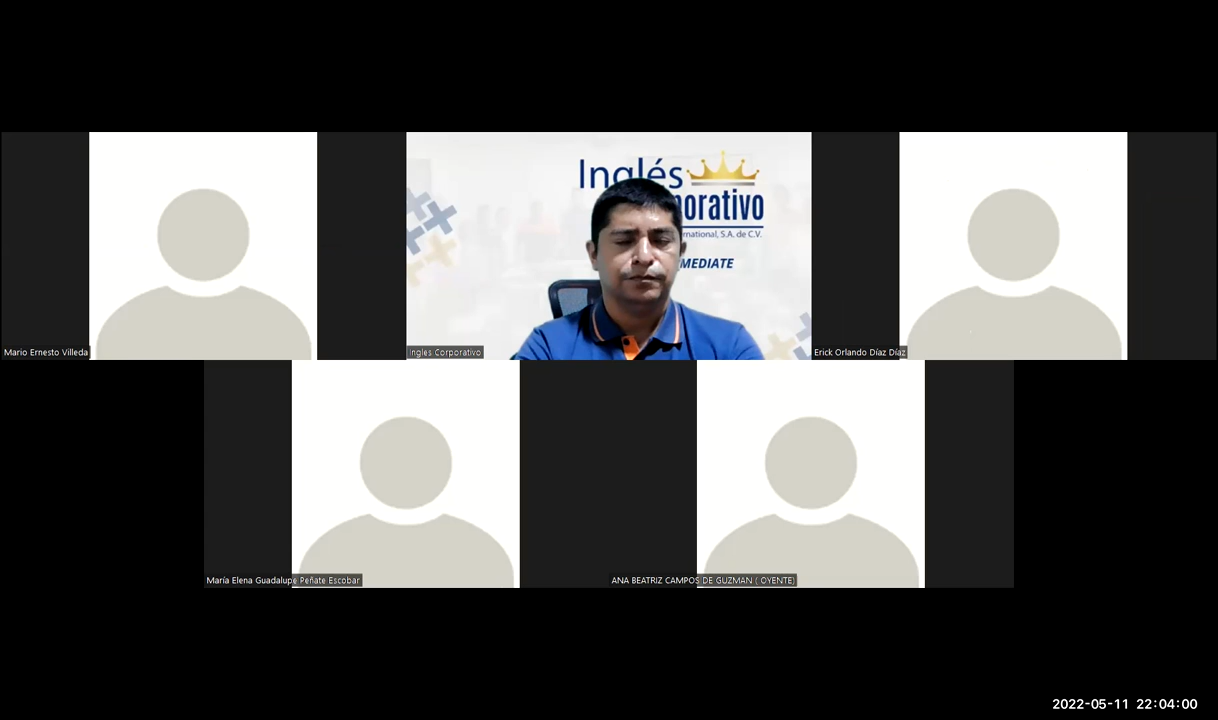 Inglés
porativo
rnational, S.A. de C.V.
MEDIATE
Mario Ernesto Villeda
Ingles Corporativo
Erick Orlando Díaz Díaz
María Elena Guadalupe Peñate Escobar
ANA BEATRIZ CAMPOS DE GUZMAN ( OYENTE)
2022-05-11 22:04:00